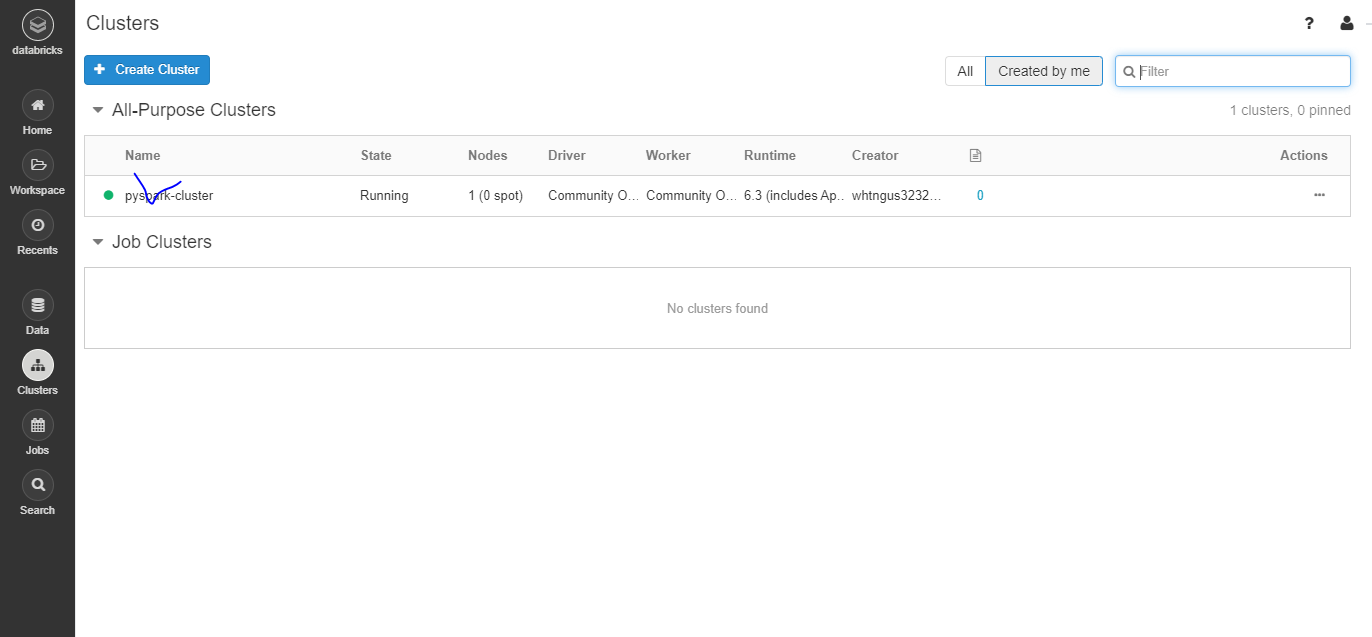 databricks
Clusters
?
Create Cluster
All
Created by me
Filter
All-Purpose Clusters
1 clusters, 0 pinned
Name State Nodes Driver Worker Runtime Creator Actions
pyspark-cluster Running 1 (0 spot) Community O... Community O... 6.3 (includes Ap... whtngus3232... 0 ...
Job Clusters
No clusters found
Home
Workspace
Recents
Data
Clusters
Jobs
Search